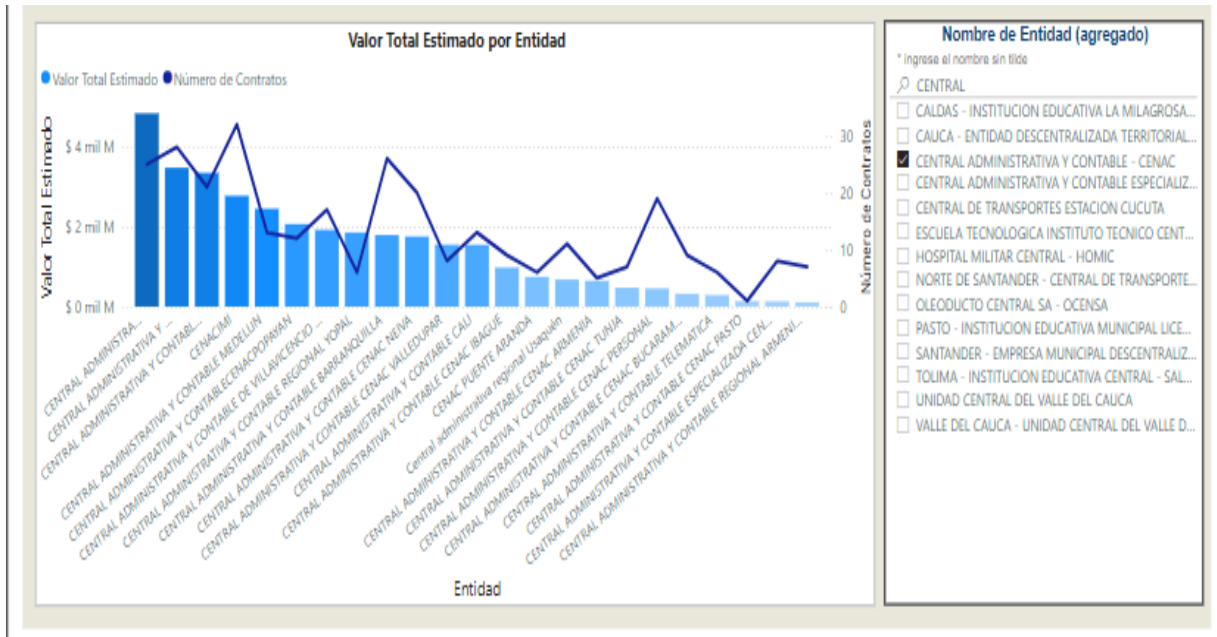 Valor Total Estimado por Entidad
Valor Total Estimado Número de Contratos
Valor Total Estimado
$ 4 mil M
$ 2 mil M
$ 0 mil M
30
20
10
0
Número de Contratos
CENTRAL ADMINISTRA...
CENTRAL ADMINISTRATIVA Y ...
CENTRAL ADMINISTRATIVA Y CONTABL...
CENACIMI
CENTRAL ADMINISTRATIVA Y CONTABLE MEDELLIN
CENTRAL ADMINISTRATIVA Y CONTABLECENACPOPAYAN
CENTRAL ADMINISTRATIVA Y CONTABLE DE VILLAVICENCIO ...
CENTRAL ADMINISTRATIVA Y CONTABLE REGIONAL YOPAL
CENTRAL ADMINISTRATIVA Y CONTABLE BARRANQUILLA
CENTRAL ADMINISTRATIVA Y CONTABLE CENAC NEIVA
CENTRAL ADMINISTRATIVA Y CONTABLE CENAC VALLEDUPAR
CENTRAL ADMINISTRATIVA Y CONTABLE CALI
CENTRAL ADMINISTRATIVA Y CONTABLE CENAC IBAGUE
CENAC PUENTE ARANDA
Central administrativa regional Usaquén
CENTRAL ADMINISTRATIVA Y CONTABLE CENAC ARMENIA
CENTRAL ADMINISTRATIVA Y CONTABLE CENAC TUNJA
CENTRAL ADMINISTRATIVA Y CONTABLE CENAC PERSONAL
CENTRAL ADMINISTRATIVA Y CONTABLE CENAC BUCARAM...
CENTRAL ADMINISTRATIVA Y CONTABLE TELEMATICA
CENTRAL ADMINISTRATIVA Y CONTABLE CENAC PASTO
CENTRAL ADMINISTRATIVA Y CONTABLE ESPECIALIZADA CEN...
CENTRAL ADMINISTRATIVA Y CONTABLE REGIONAL ARMENI...
Entidad
Nombre de Entidad (agregado)
* Ingrese el nombre sin tilde
CENTRAL
CALDAS - INSTITUCION EDUCATIVA LA MILAGROSA...
CAUCA - ENTIDAD DESCENTRALIZADA TERRITORIAL...
CENTRAL ADMINISTRATIVA Y CONTABLE - CENAC
CENTRAL ADMINISTRATIVA Y CONTABLE ESPECIALIZ...
CENTRAL DE TRANSPORTES ESTACION CUCUTA
ESCUELA TECNOLOGICA INSTITUTO TECNICO CENT...
HOSPITAL MILITAR CENTRAL - HOMIC
NORTE DE SANTANDER - CENTRAL DE TRANSPORTE...
OLEODUCTO CENTRAL SA - OCENSA
PASTO - INSTITUCION EDUCATIVA MUNICIPAL LICE...
SANTANDER - EMPRESA MUNICIPAL DESCENTRALIZ...
TOLIMA - INSTITUCION EDUCATIVA CENTRAL - SAL...
UNIDAD CENTRAL DEL VALLE DEL CAUCA
VALLE DEL CAUCA - UNIDAD CENTRAL DEL VALLE D...